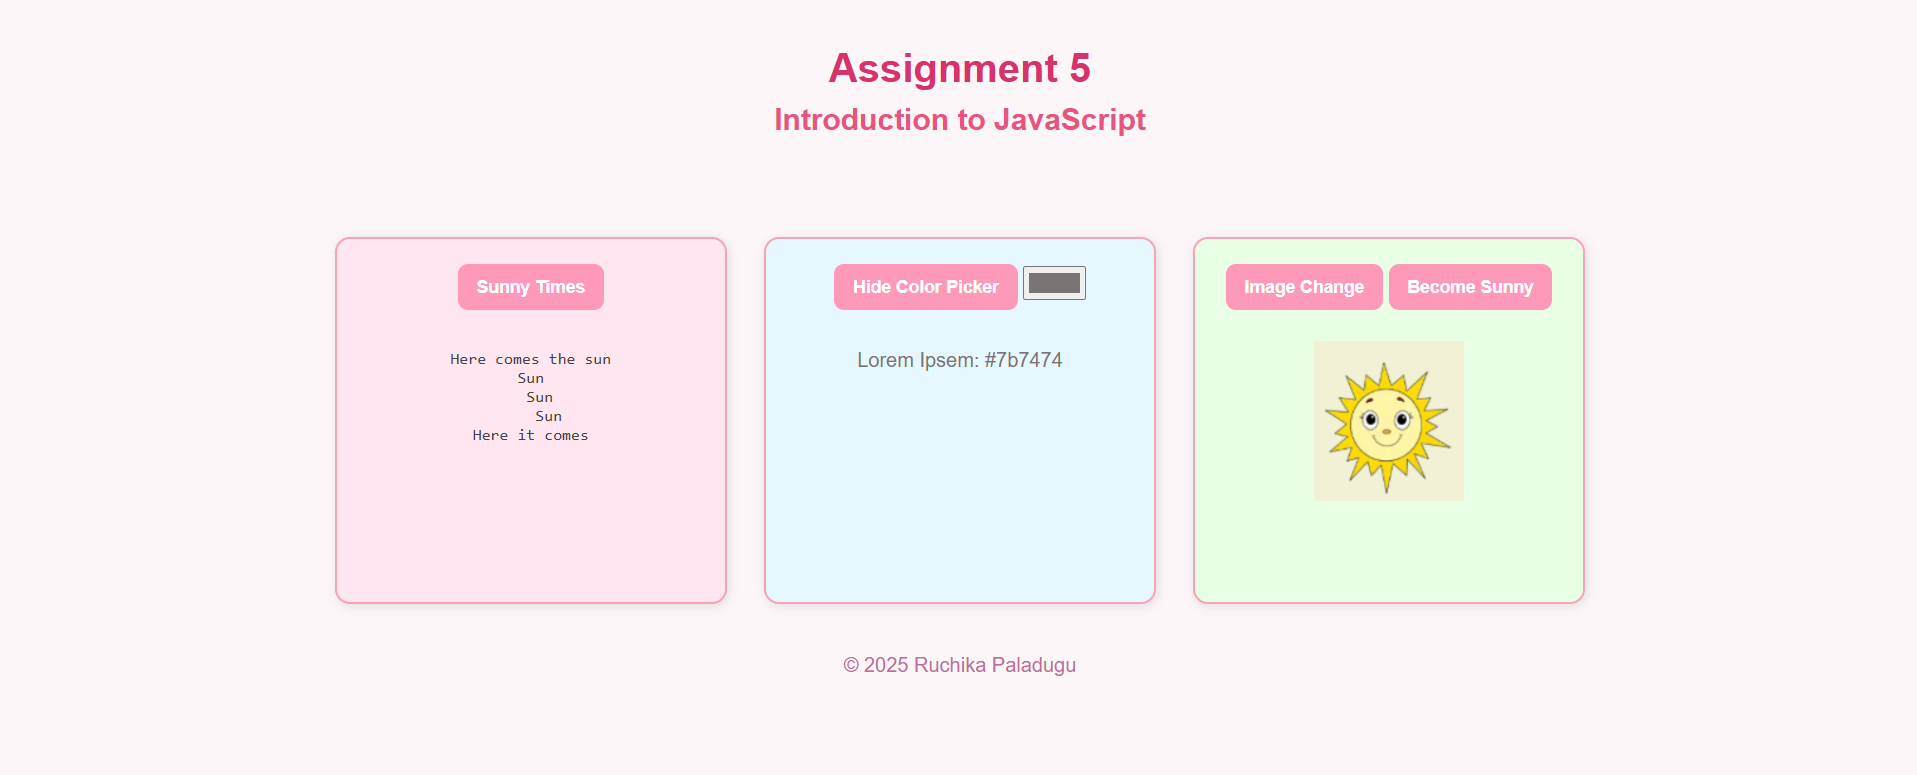 Assignment 5
Introduction to JavaScript
Sunny Times
Here comes the sun
Sun
Sun
Sun
Here it comes
Hide Color Picker
Lorem Ipsem: #7b7474
Image Change
Become Sunny
© 2025 Ruchika Paladugu